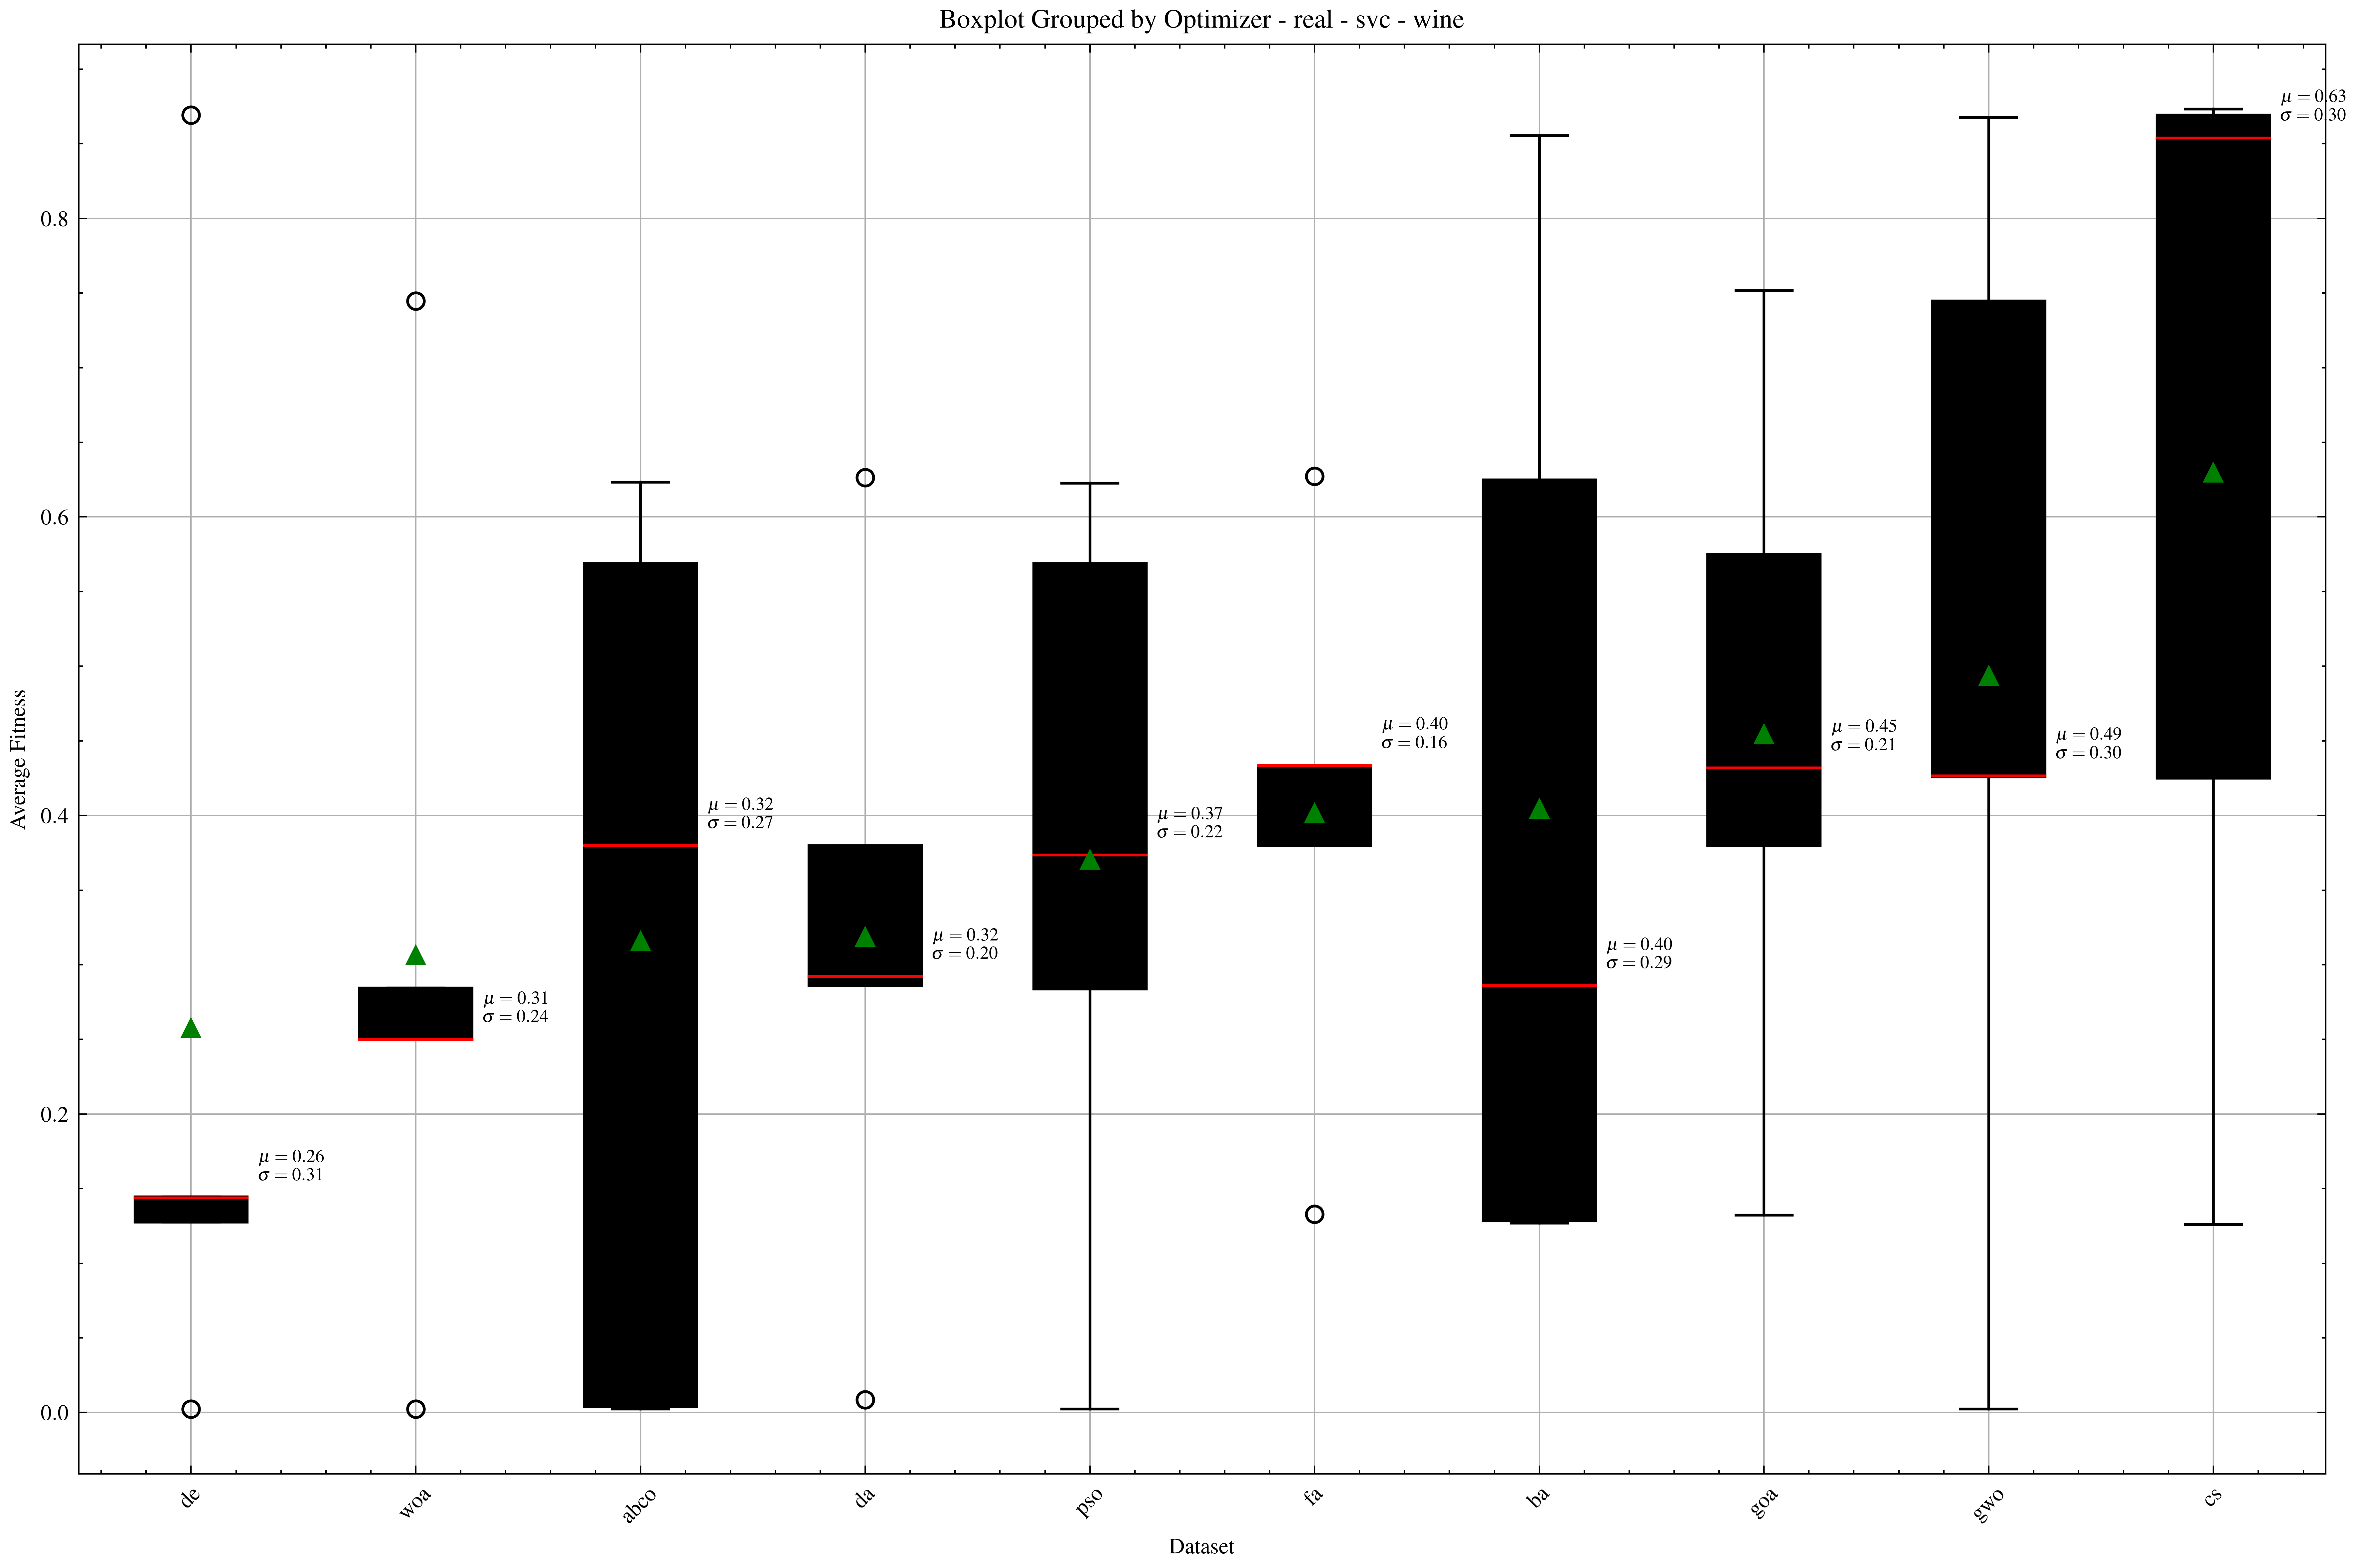 Boxplot Grouped by Optimizer - real - svc - wine
Average Fitness
0.8
0.6
0.4
0.2
0.0
μ = 0.26
σ = 0.31
μ = 0.31
σ = 0.24
μ = 0.32
σ = 0.27
μ = 0.32
σ = 0.20
μ = 0.37
σ = 0.22
μ = 0.40
σ = 0.16
μ = 0.40
σ = 0.29
μ = 0.45
σ = 0.21
μ = 0.49
σ = 0.30
μ = 0.63
σ = 0.30
de
woa
abco
da
pso
fa
ba
goa
gwo
cs
Dataset